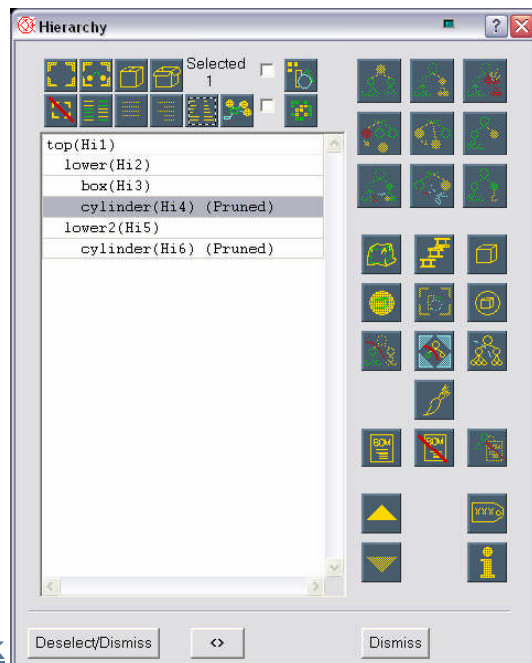 Hierarchy
Selected
1
top(Hi1)
lower(Hi2)
box(Hi3)
cylinder(Hi4) (Pruned)
lower2(Hi5)
cylinder(Hi6) (Pruned)
BOM
BOM
XXX
Deselect/Dismiss
<>
Dismiss